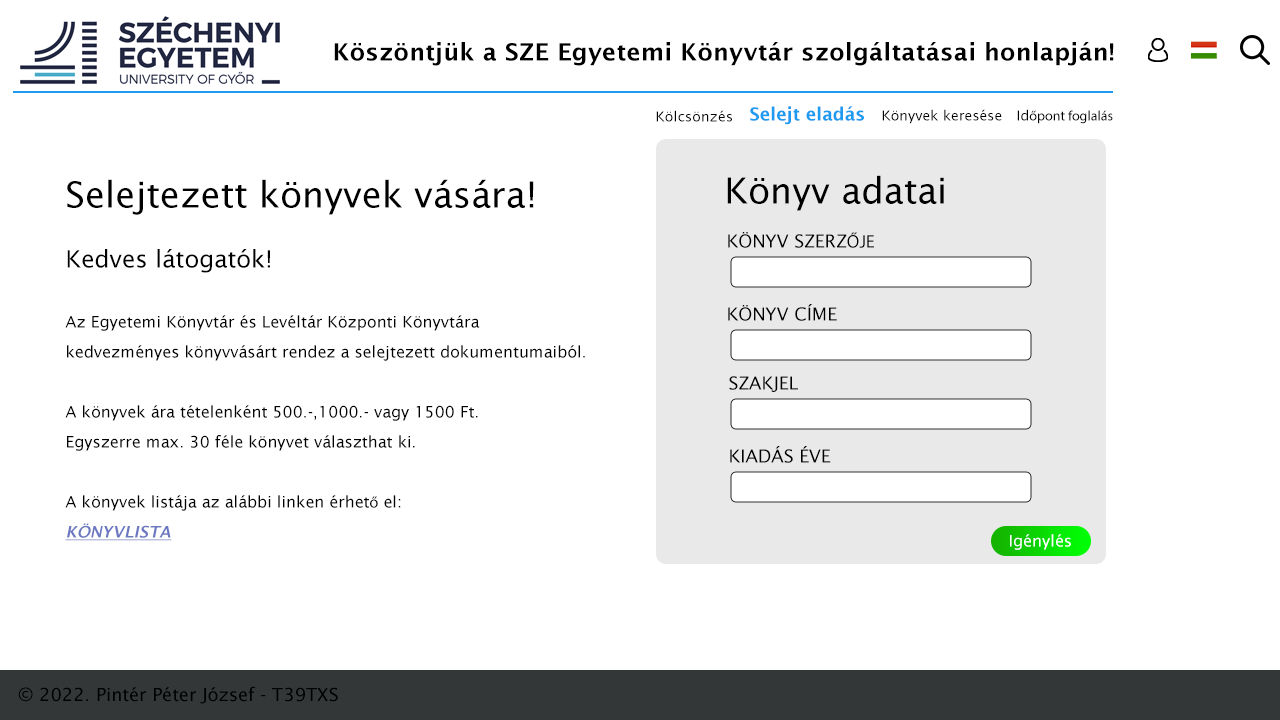 SZÉCHENYI
EGYETEM
UNIVERSITY OF GYŐR
Köszöntjük a SZE Egyetemi Könyvtár szolgáltatásai honlapján!
Kölcsönzés Selejt eladás Könyvek keresése Időpont foglalás
Selejtezett könyvek vására!
Kedves látogatók!
Az Egyetemi Könyvtár és Levéltár Központi Könyvtára
kedvezményes könyvvásárt rendez a selejtezett dokumentumaiból.
A könyvek ára tételenként 500.-,1000.- vagy 1500 Ft.
Egyszerre max. 30 féle könyvet választhat ki.
A könyvek listája az alábbi linken érhető el:
KÖNYVLISTA
Könyv adatai
KÖNYV SZERZŐJE
KÖNYV CÍME
SZAKJEL
KIADÁS ÉVE
Igénylés
© 2022. Pintér Péter József - T39TXS